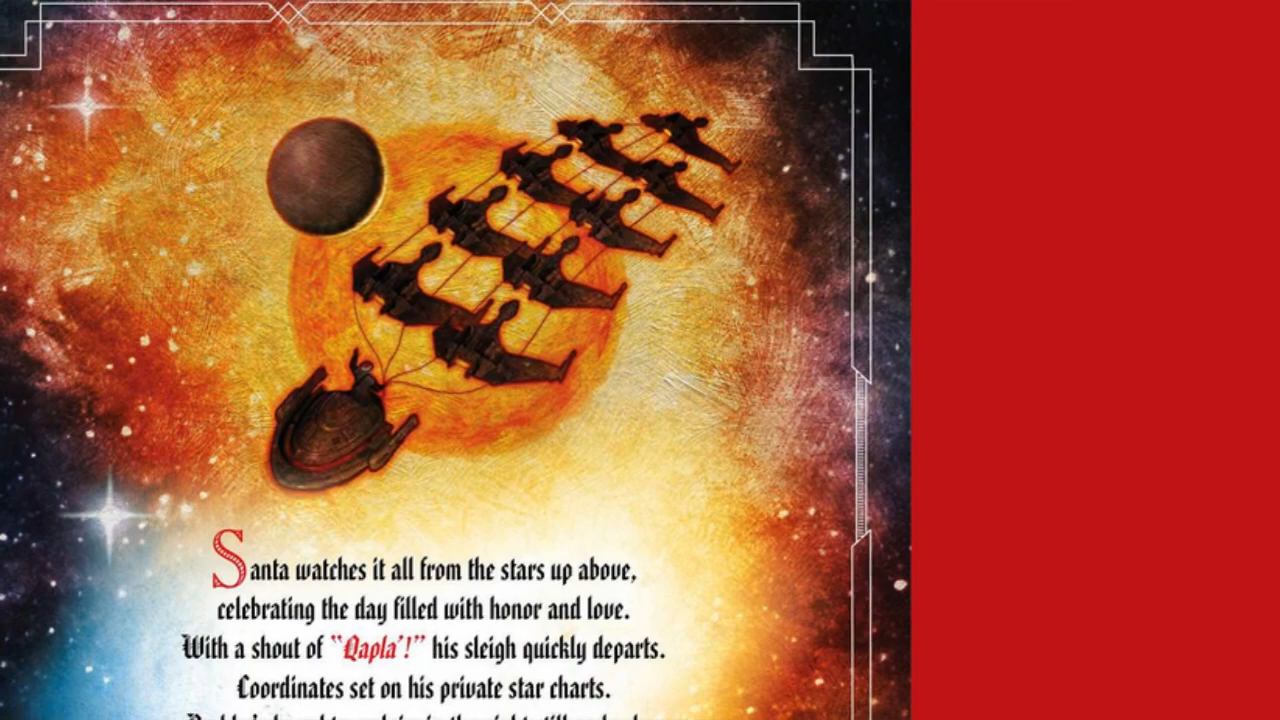 Santa watches it all from the stars up above,
celebrating the day filled with honor and love.
With a shout of “Qapla’!” his sleigh quickly departs.
Coordinates set on his private star charts.